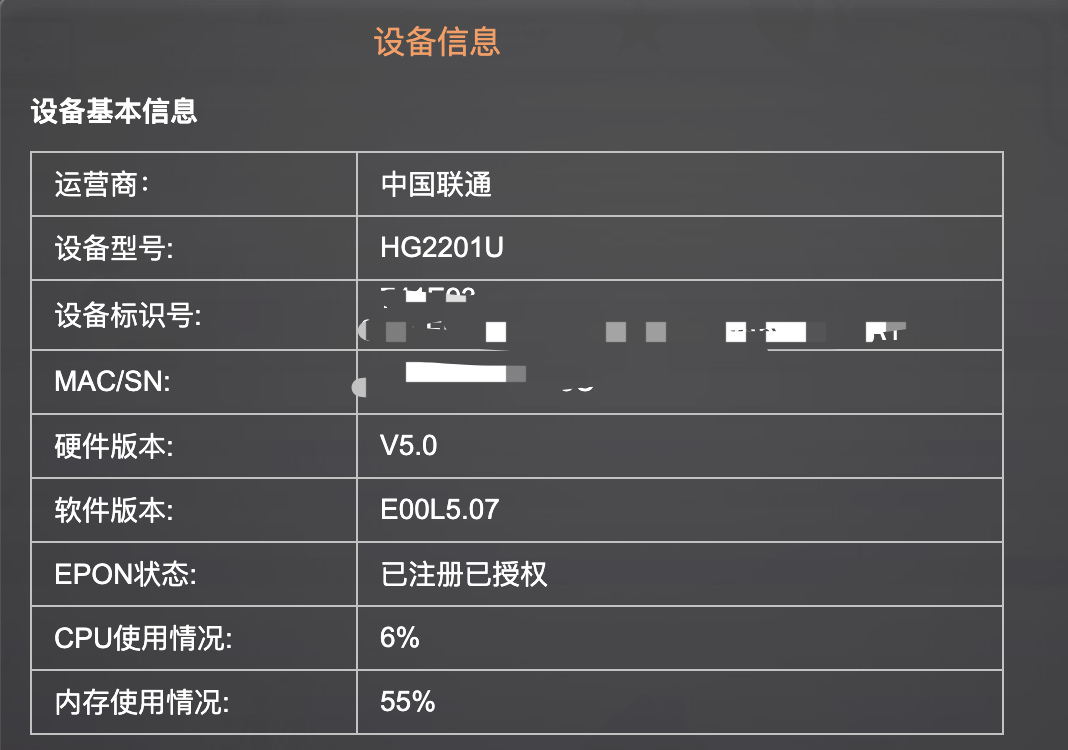 设备信息
设备基本信息
运营商：
中国联通
设备型号:
HG2201U
设备标识号:
MAC/SN:
硬件版本:
V5.0
软件版本:
E00L5.07
EPON状态:
已注册已授权
CPU使用情况:
6%
内存使用情况:
55%